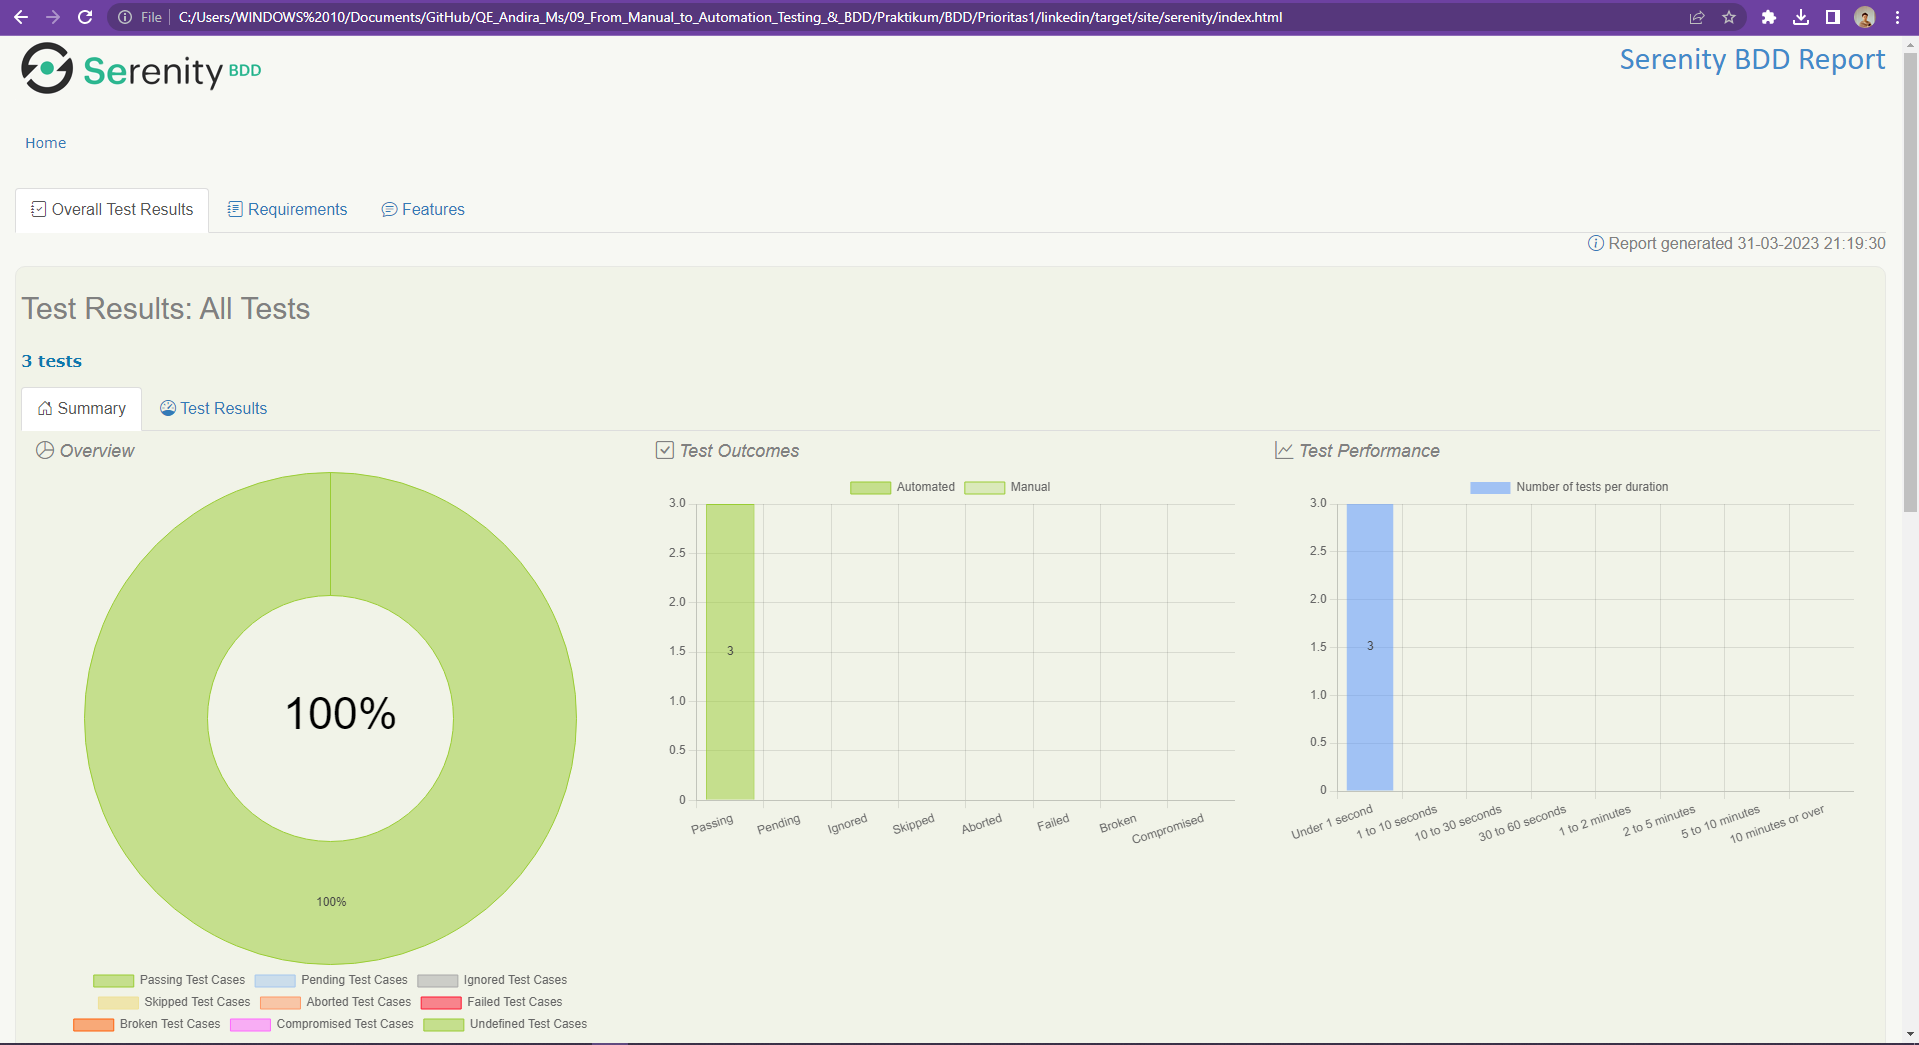 File C:/Users/WINDOWS%2010/Documents/GitHub/QE_Andira_Ms/09_From_Manual_to_Automation_Testing_&_BDD/Praktikum/BDD/Prioritas1/linkedin/target/site/serenity/index.html
Serenity BDD
Serenity BDD Report
Home
Overall Test Results Requirements Features
Report generated 31-03-2023 21:19:30
Test Results: All Tests
3 tests
Summary Test Results
Overview
100%
100%
Passing Test Cases Pending Test Cases Ignored Test Cases
Skipped Test Cases Aborted Test Cases Failed Test Cases
Broken Test Cases Compromised Test Cases Undefined Test Cases
Test Outcomes
Automated Manual
3.0
2.5
2.0
1.5
1.0
0.5
0
3
Passing Pending Ignored Skipped Aborted Failed Broken Compromised
Test Performance
Number of tests per duration
3.0
2.5
2.0
1.5
1.0
0.5
0
3
Under 1 second 1 to 10 seconds 10 to 30 seconds 30 to 60 seconds 1 to 2 minutes 2 to 5 minutes 5 to 10 minutes 10 minutes or over